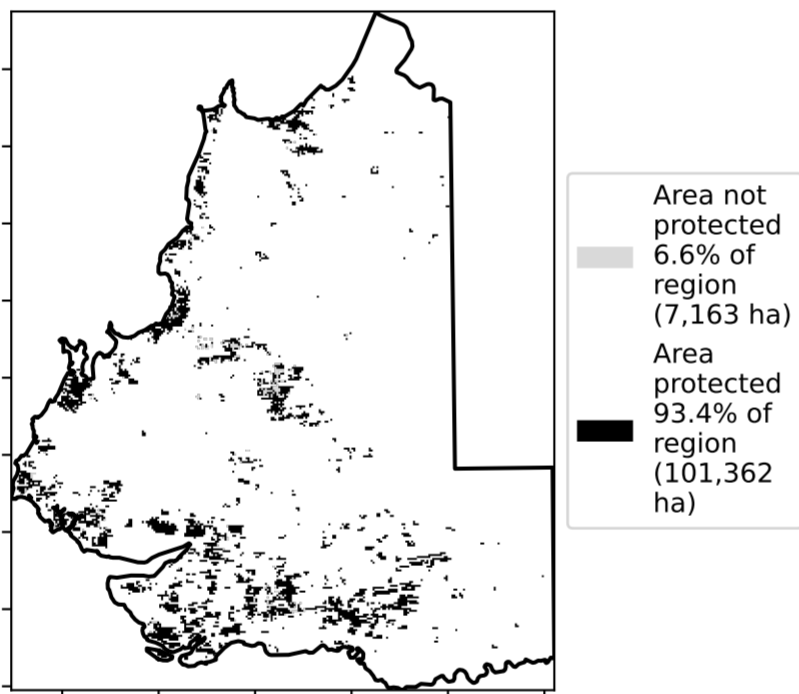 Area not
protected
6.6% of
region
(7,163 ha)
Area
protected
93.4% of
region
(101,362
ha)